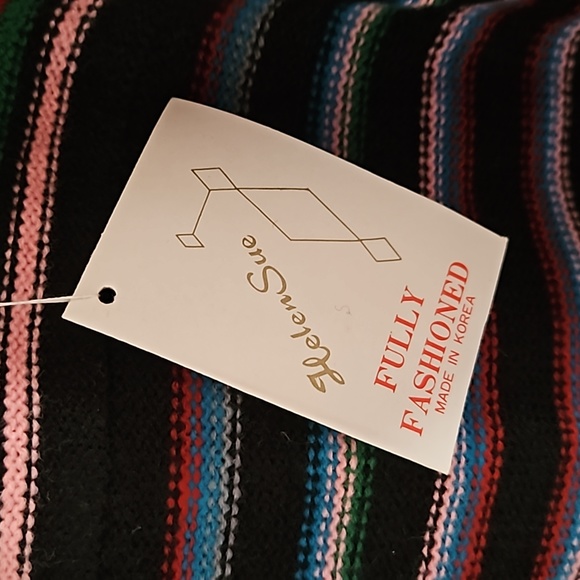 Helen Sue
FULLY
FASHIONED
MADE IN KOREA